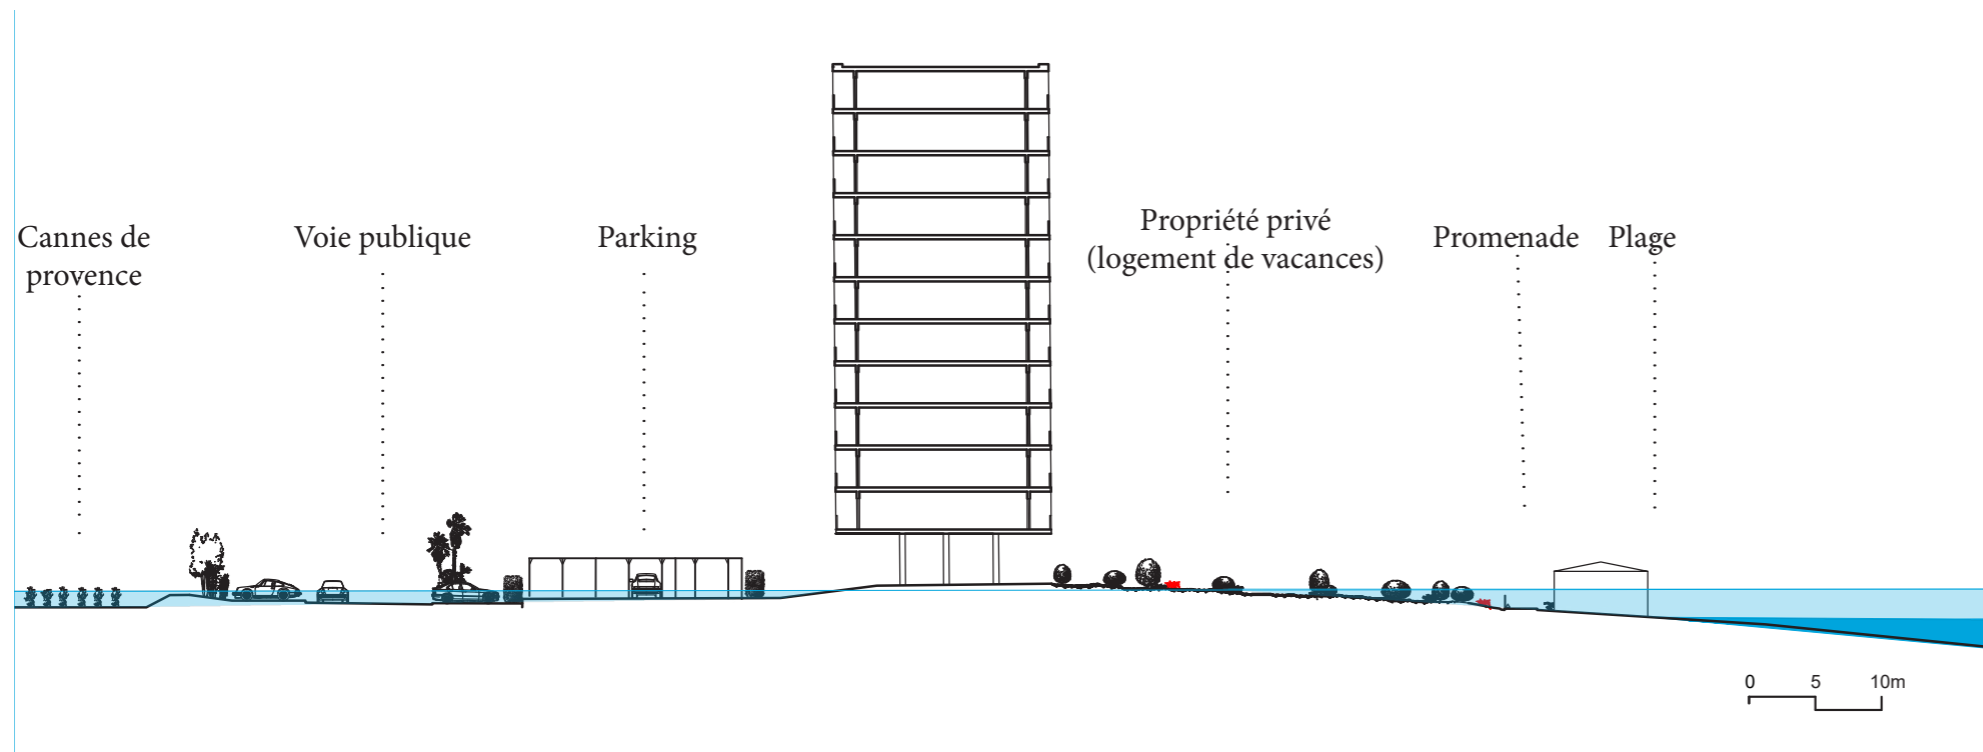 Cannes de
provence
Voie publique
Parking
Propriété privé
(logement de vacances)
Promenade
Plage
0 5 10m